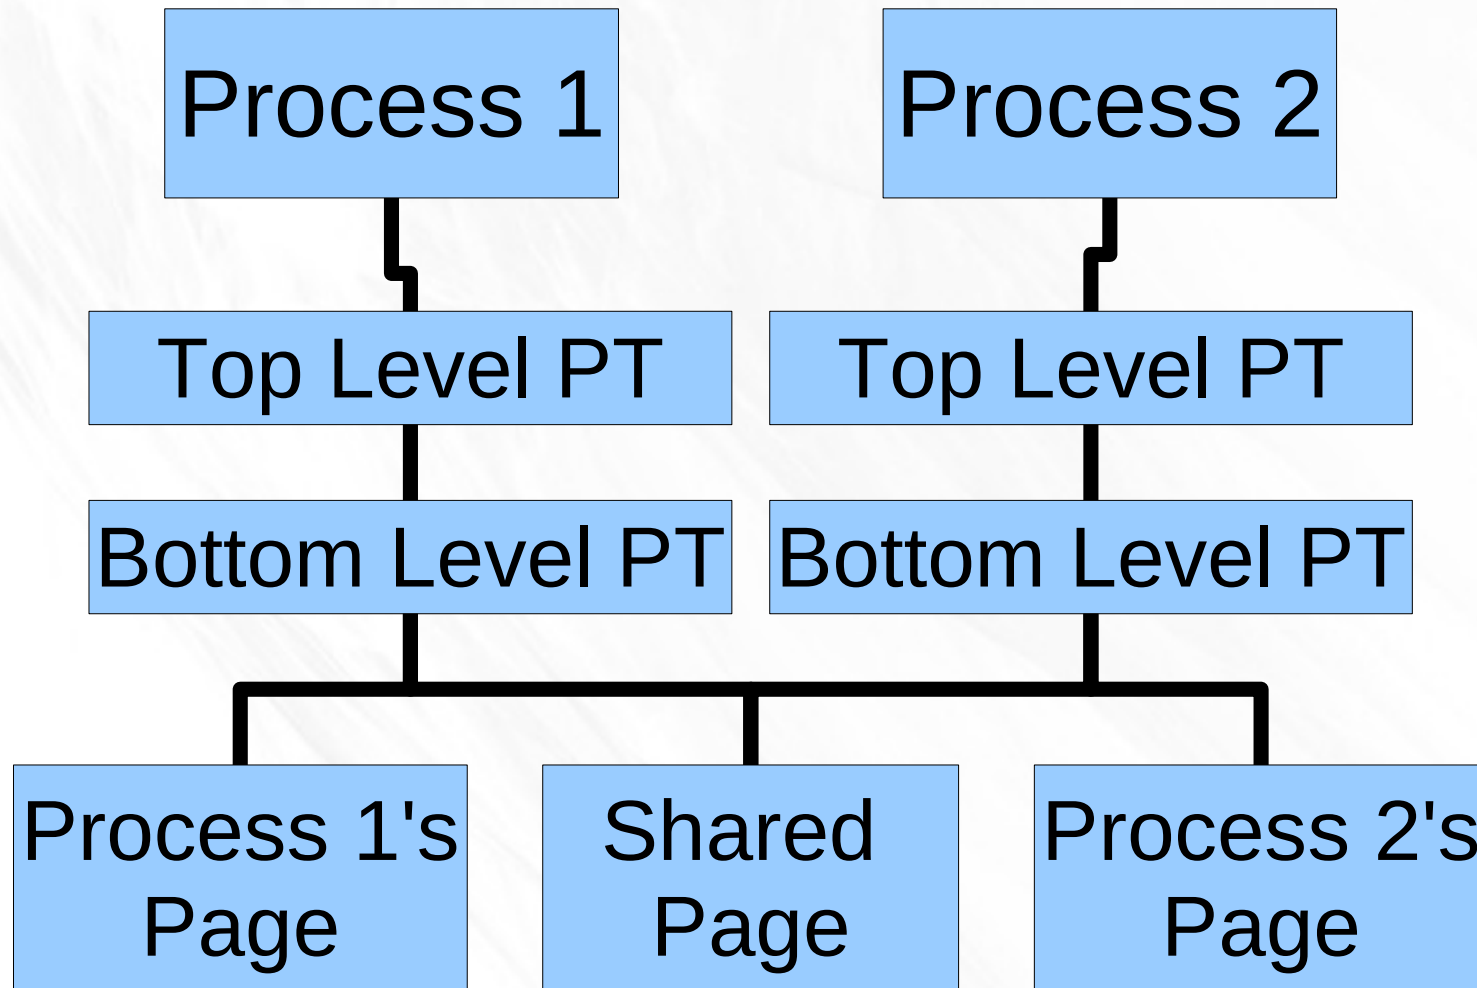 Process 1
Process 2
Top Level PT
Top Level PT
Bottom Level PT
Bottom Level PT
Process 1's
Page
Shared
Page
Process 2's
Page